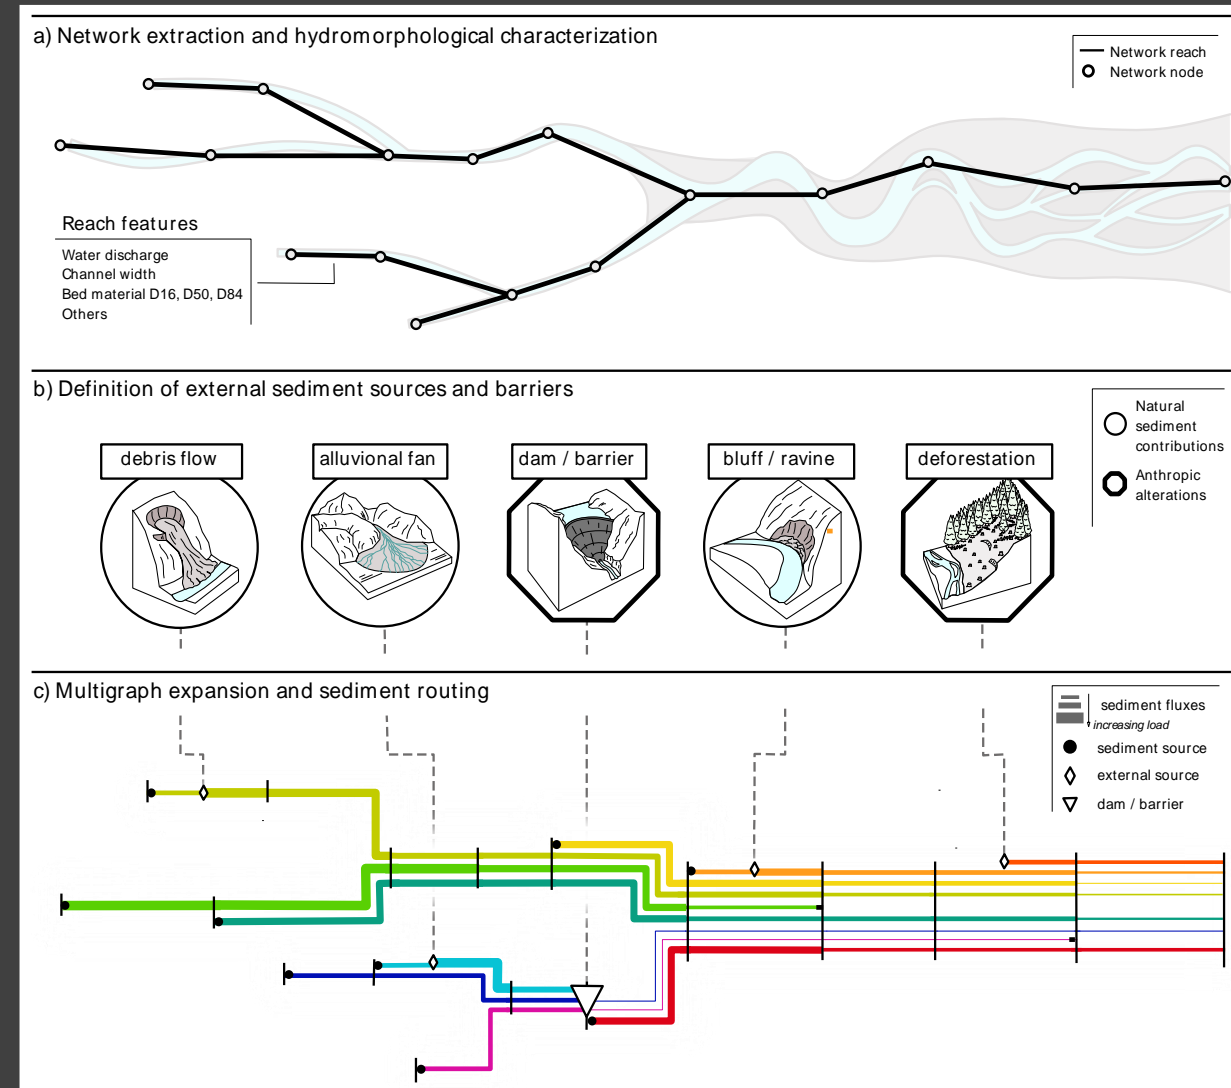 a) Network extraction and hydromorphological characterization
Network reach
Network node
Reach features
Water discharge
Channel width
Bed material D16, D50, D84
Others
b) Definition of external sediment sources and barriers
Natural
sediment
contributions
Anthropic
alterations
debris flow
alluvional fan
dam / barrier
bluff / ravine
deforestation
c) Multigraph expansion and sediment routing
sediment fluxes
increasing load
sediment source
external source
dam / barrier